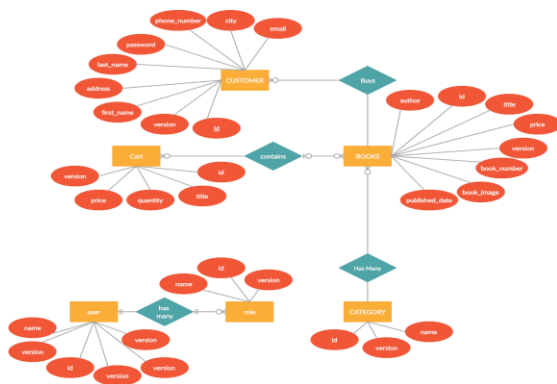 phone_number
city
email
password
last_name
address
first_name
version
id
CUSTOMER
Buys
author
id
title
price
version
book_number
book_image
published_date
BOOKS
contains
Cart
version
price
quantity
title
id
Has Many
CATEGORY
id
version
name
name
id
version
role
has
many
user
name
version
id
version
version
version